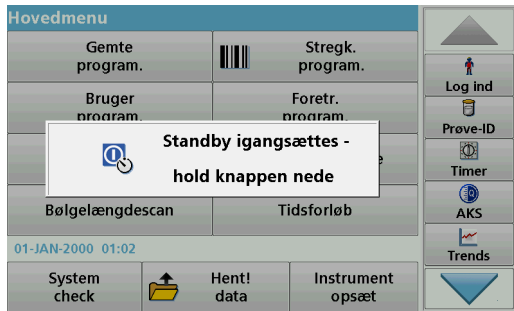 Hovedmenu
Gemte
program.
Stregk.
program.
Bruger
program.
Foretr.
program.
Standby igangsættes -
hold knappen nede
Bølgelængdescan
Tidsforløb
01-JAN-2000 01:02
System
check
Hent!
data
Instrument
opsæt
Log ind
Prøve-ID
Timer
AKS
Trends